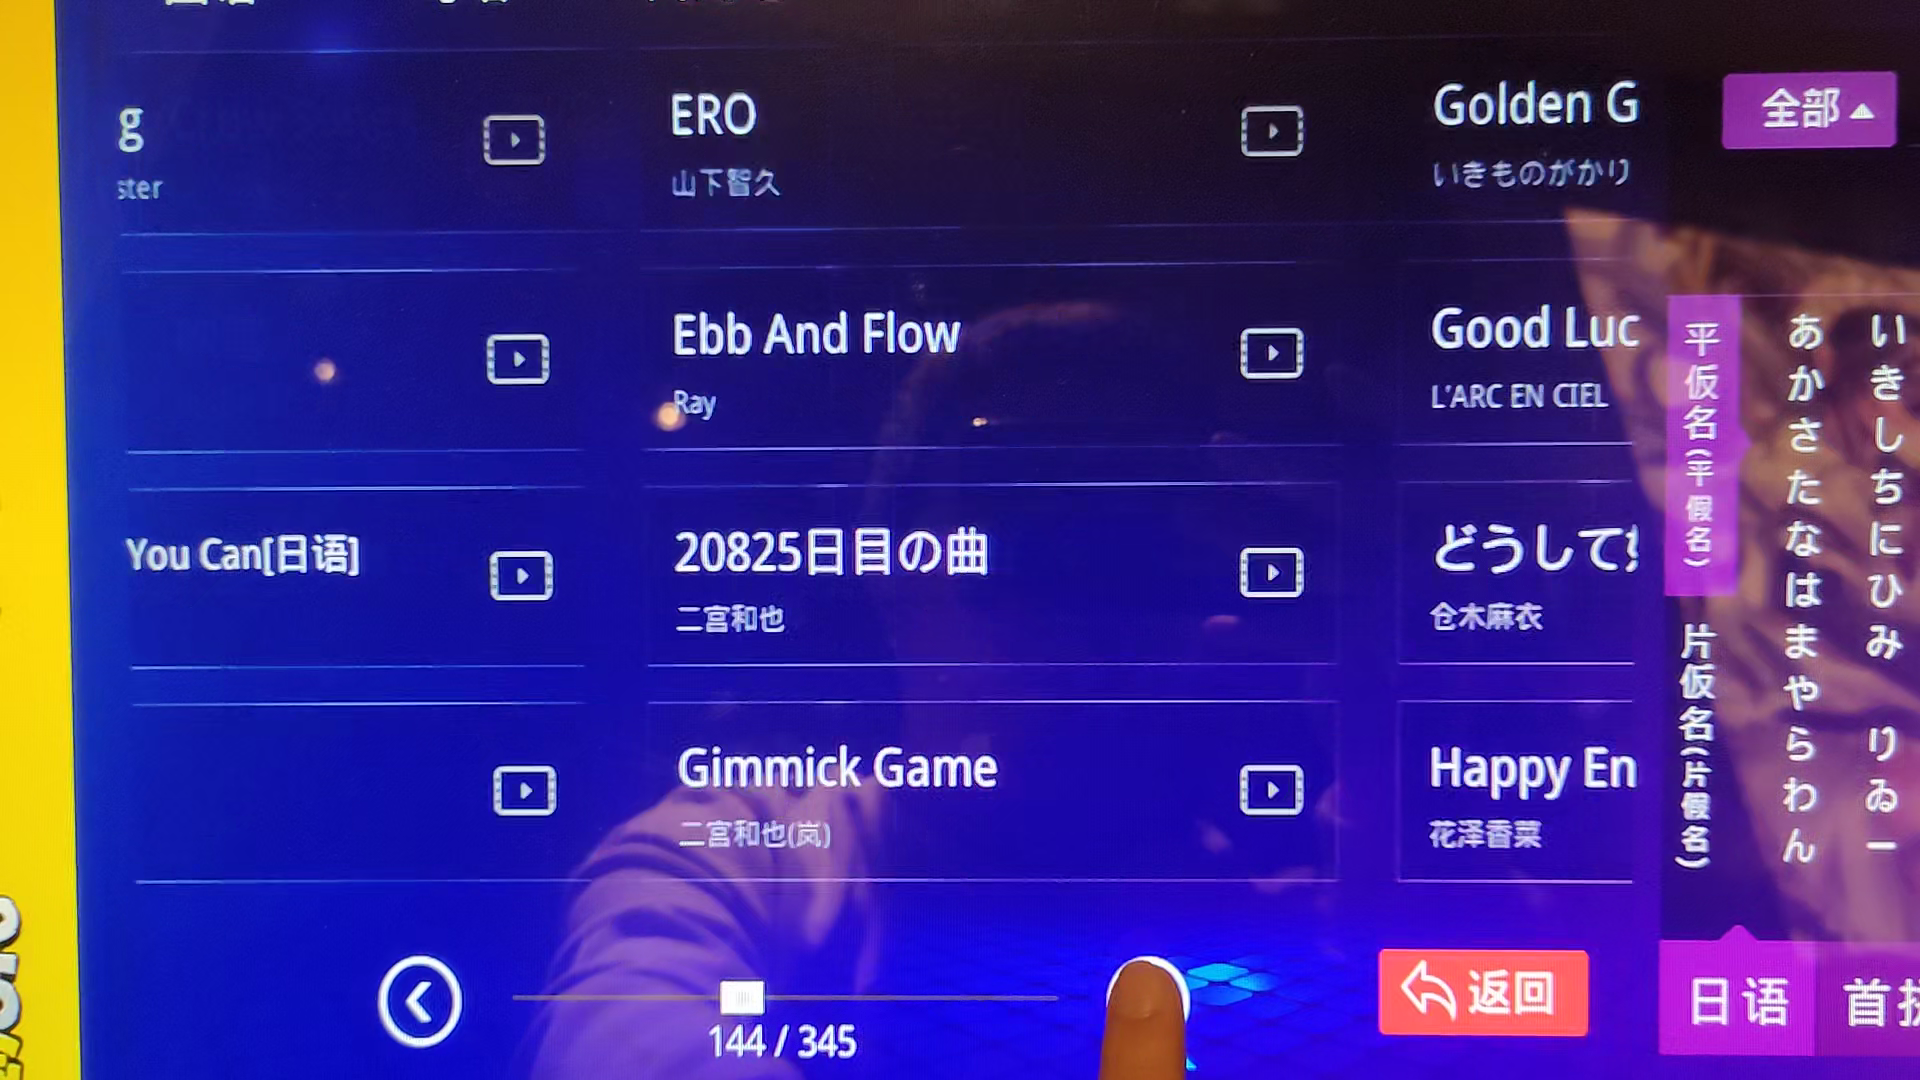 g
ster
ERO
山下智久
Golden G
いきものがかり
全部
Ebb And Flow
Ray
Good Luc
L'ARC EN CIEL
You Can[日语]
20825日目の曲
二宫和也
どうして
仓木麻衣
Gimmick Game
二宫和也(岚)
Happy En
花泽香菜
平仮名(平假名)
片仮名(片假名)
あかさたなはまやらわん
いきしちにひみ りゐー
144 / 345
返回
日语
首